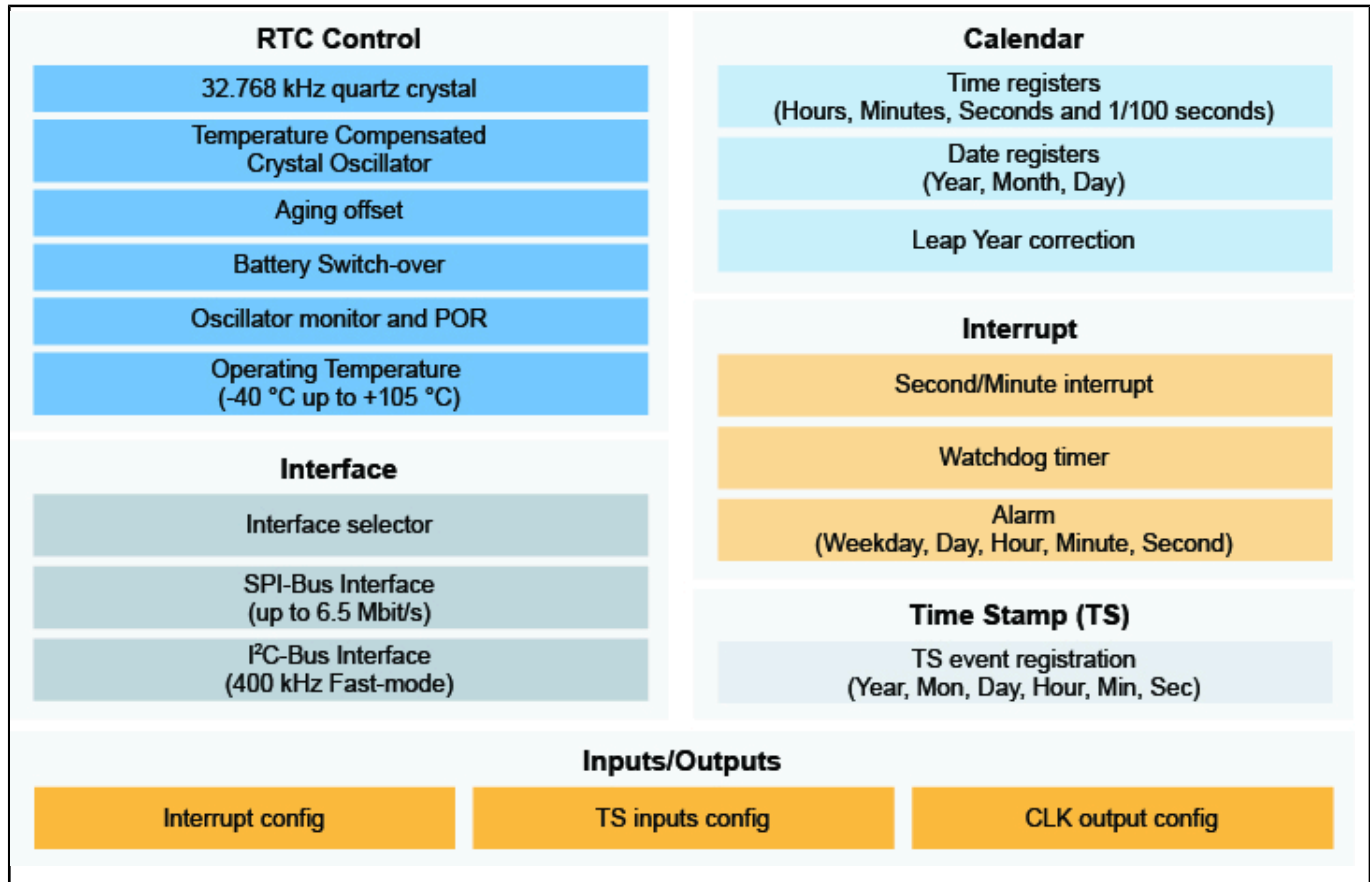 RTC Control
32.768 kHz quartz crystal
Temperature Compensated
Crystal Oscillator
Aging offset
Battery Switch-over
Oscillator monitor and POR
Operating Temperature
(-40 °C up to +105 °C)
Interface
Interface selector
SPI-Bus Interface
(up to 6.5 Mbit/s)
I²C-Bus Interface
(400 kHz Fast-mode)
Calendar
Time registers
(Hours, Minutes, Seconds and 1/100 seconds)
Date registers
(Year, Month, Day)
Leap Year correction
Interrupt
Second/Minute interrupt
Watchdog timer
Alarm
(Weekday, Day, Hour, Minute, Second)
Time Stamp (TS)
TS event registration
(Year, Mon, Day, Hour, Min, Sec)
Inputs/Outputs
Interrupt config
TS inputs config
CLK output config